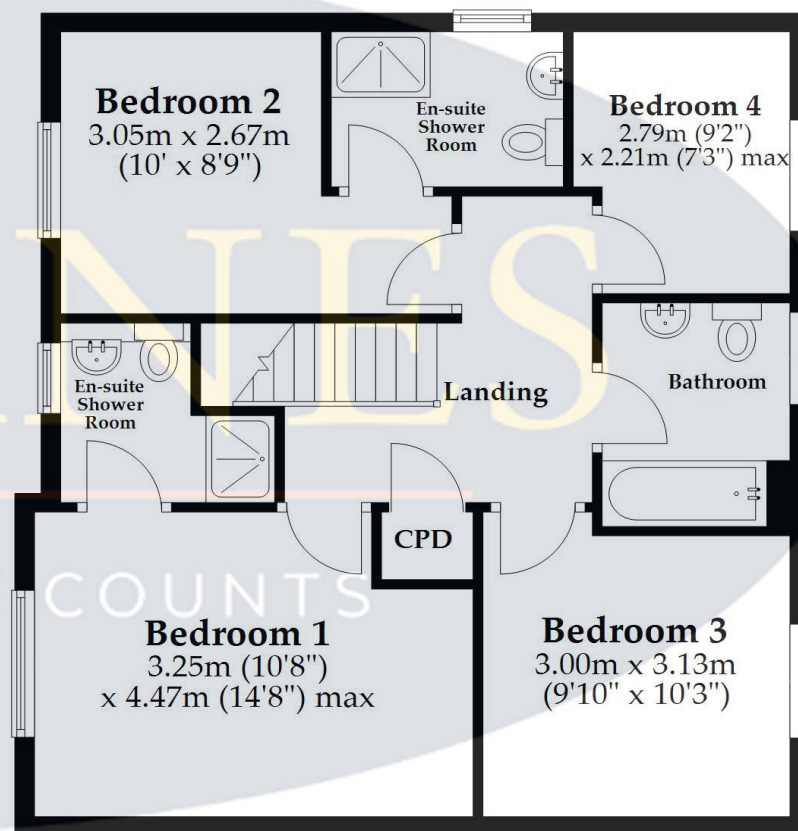 Bedroom 2
3.05m x 2.67m
(10' x 8'9")
En-suite
Shower
Room
Bedroom 4
2.79m (9'2")
x 2.21m (7'3") max
NES
En-suite
Shower
Room
Landing
Bathroom
CPD
COUNTS
Bedroom 1
3.25m (10'8")
x 4.47m (14'8") max
Bedroom 3
3.00m x 3.13m
(9'10" x 10'3")